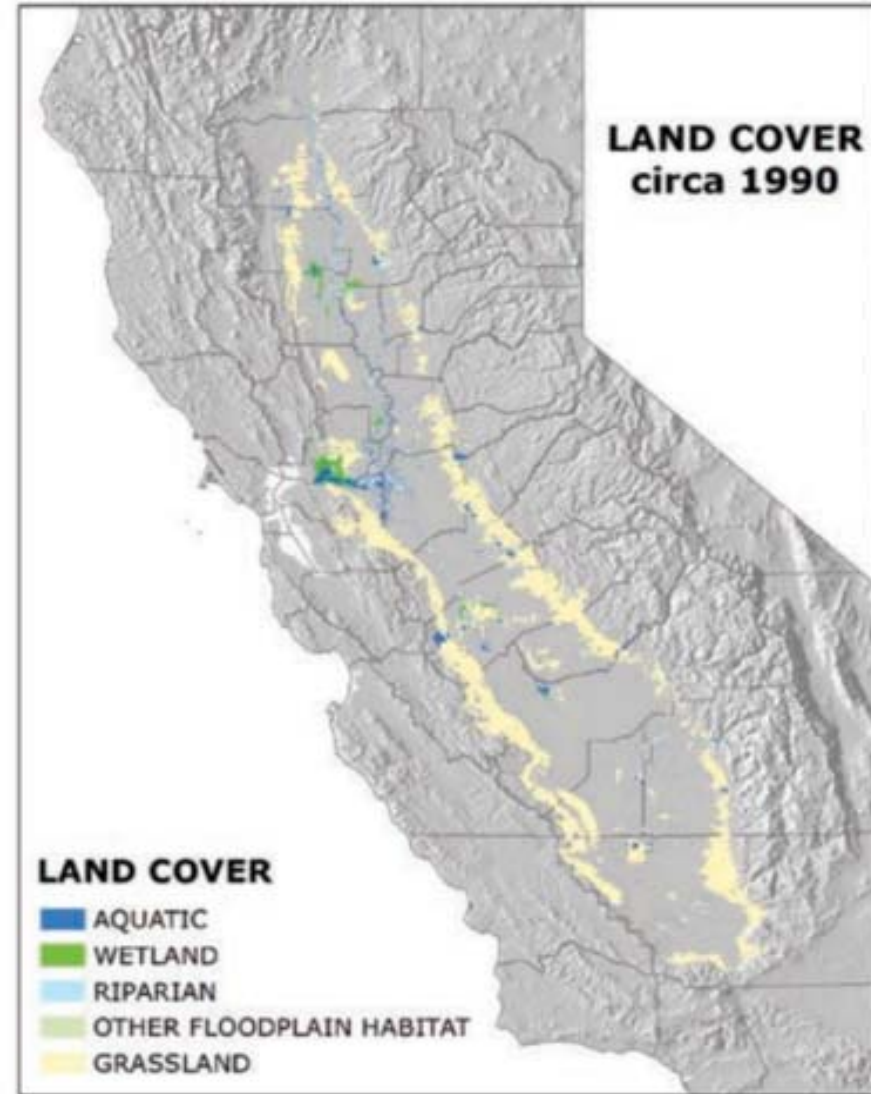 LAND COVER
circa 1990
LAND COVER
AQUATIC
WETLAND
RIPARIAN
OTHER FLOODPLAIN HABITAT
GRASSLAND